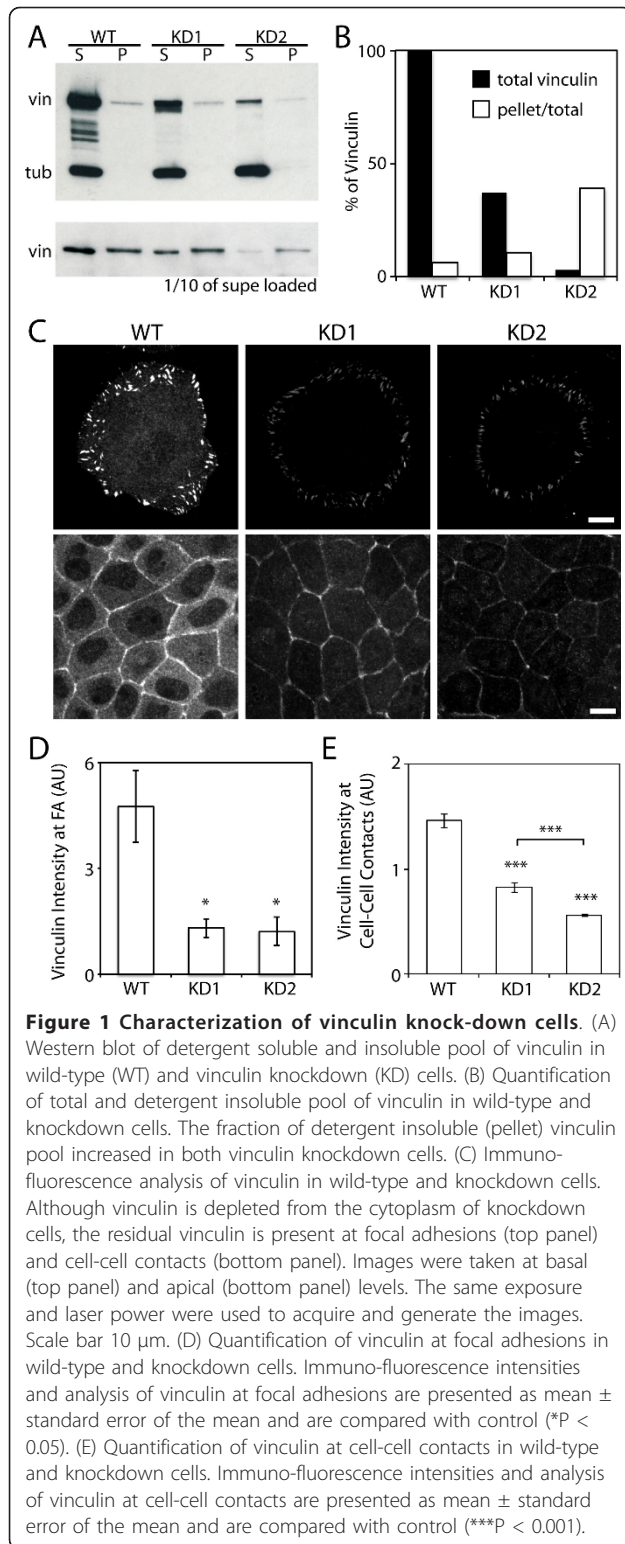 A
WT KD1 KD2
S P S P S P
vin
tub
vin
1/10 of supe loaded
B
100
50
0
% of Vinculin
total vinculin
pellet/total
WT KD1 KD2
C
WT KD1 KD2
D
6
3
0
Vinculin Intensity at FA (AU)
* *
WT KD1 KD2
E
2
1
0
Vinculin Intensity at
Cell-Cell Contacts (AU)
***
***
***
WT KD1 KD2
Figure 1 Characterization of vinculin knock-down cells. (A)
Western blot of detergent soluble and insoluble pool of vinculin in
wild-type (WT) and vinculin knockdown (KD) cells. (B) Quantification
of total and detergent insoluble pool of vinculin in wild-type and
knockdown cells. The fraction of detergent insoluble (pellet) vinculin
pool increased in both vinculin knockdown cells. (C) Immuno-
fluorescence analysis of vinculin in wild-type and knockdown cells.
Although vinculin is depleted from the cytoplasm of knockdown
cells, the residual vinculin is present at focal adhesions (top panel)
and cell-cell contacts (bottom panel). Images were taken at basal
(top panel) and apical (bottom panel) levels. The same exposure
and laser power were used to acquire and generate the images.
Scale bar 10 μm. (D) Quantification of vinculin at focal adhesions in
wild-type and knockdown cells. Immuno-fluorescence intensities
and analysis of vinculin at focal adhesions are presented as mean ±
standard error of the mean and are compared with control (*P <
0.05). (E) Quantification of vinculin at cell-cell contacts in wild-type
and knockdown cells. Immuno-fluorescence intensities and analysis
of vinculin at cell-cell contacts are presented as mean ± standard
error of the mean and are compared with control (***P < 0.001).